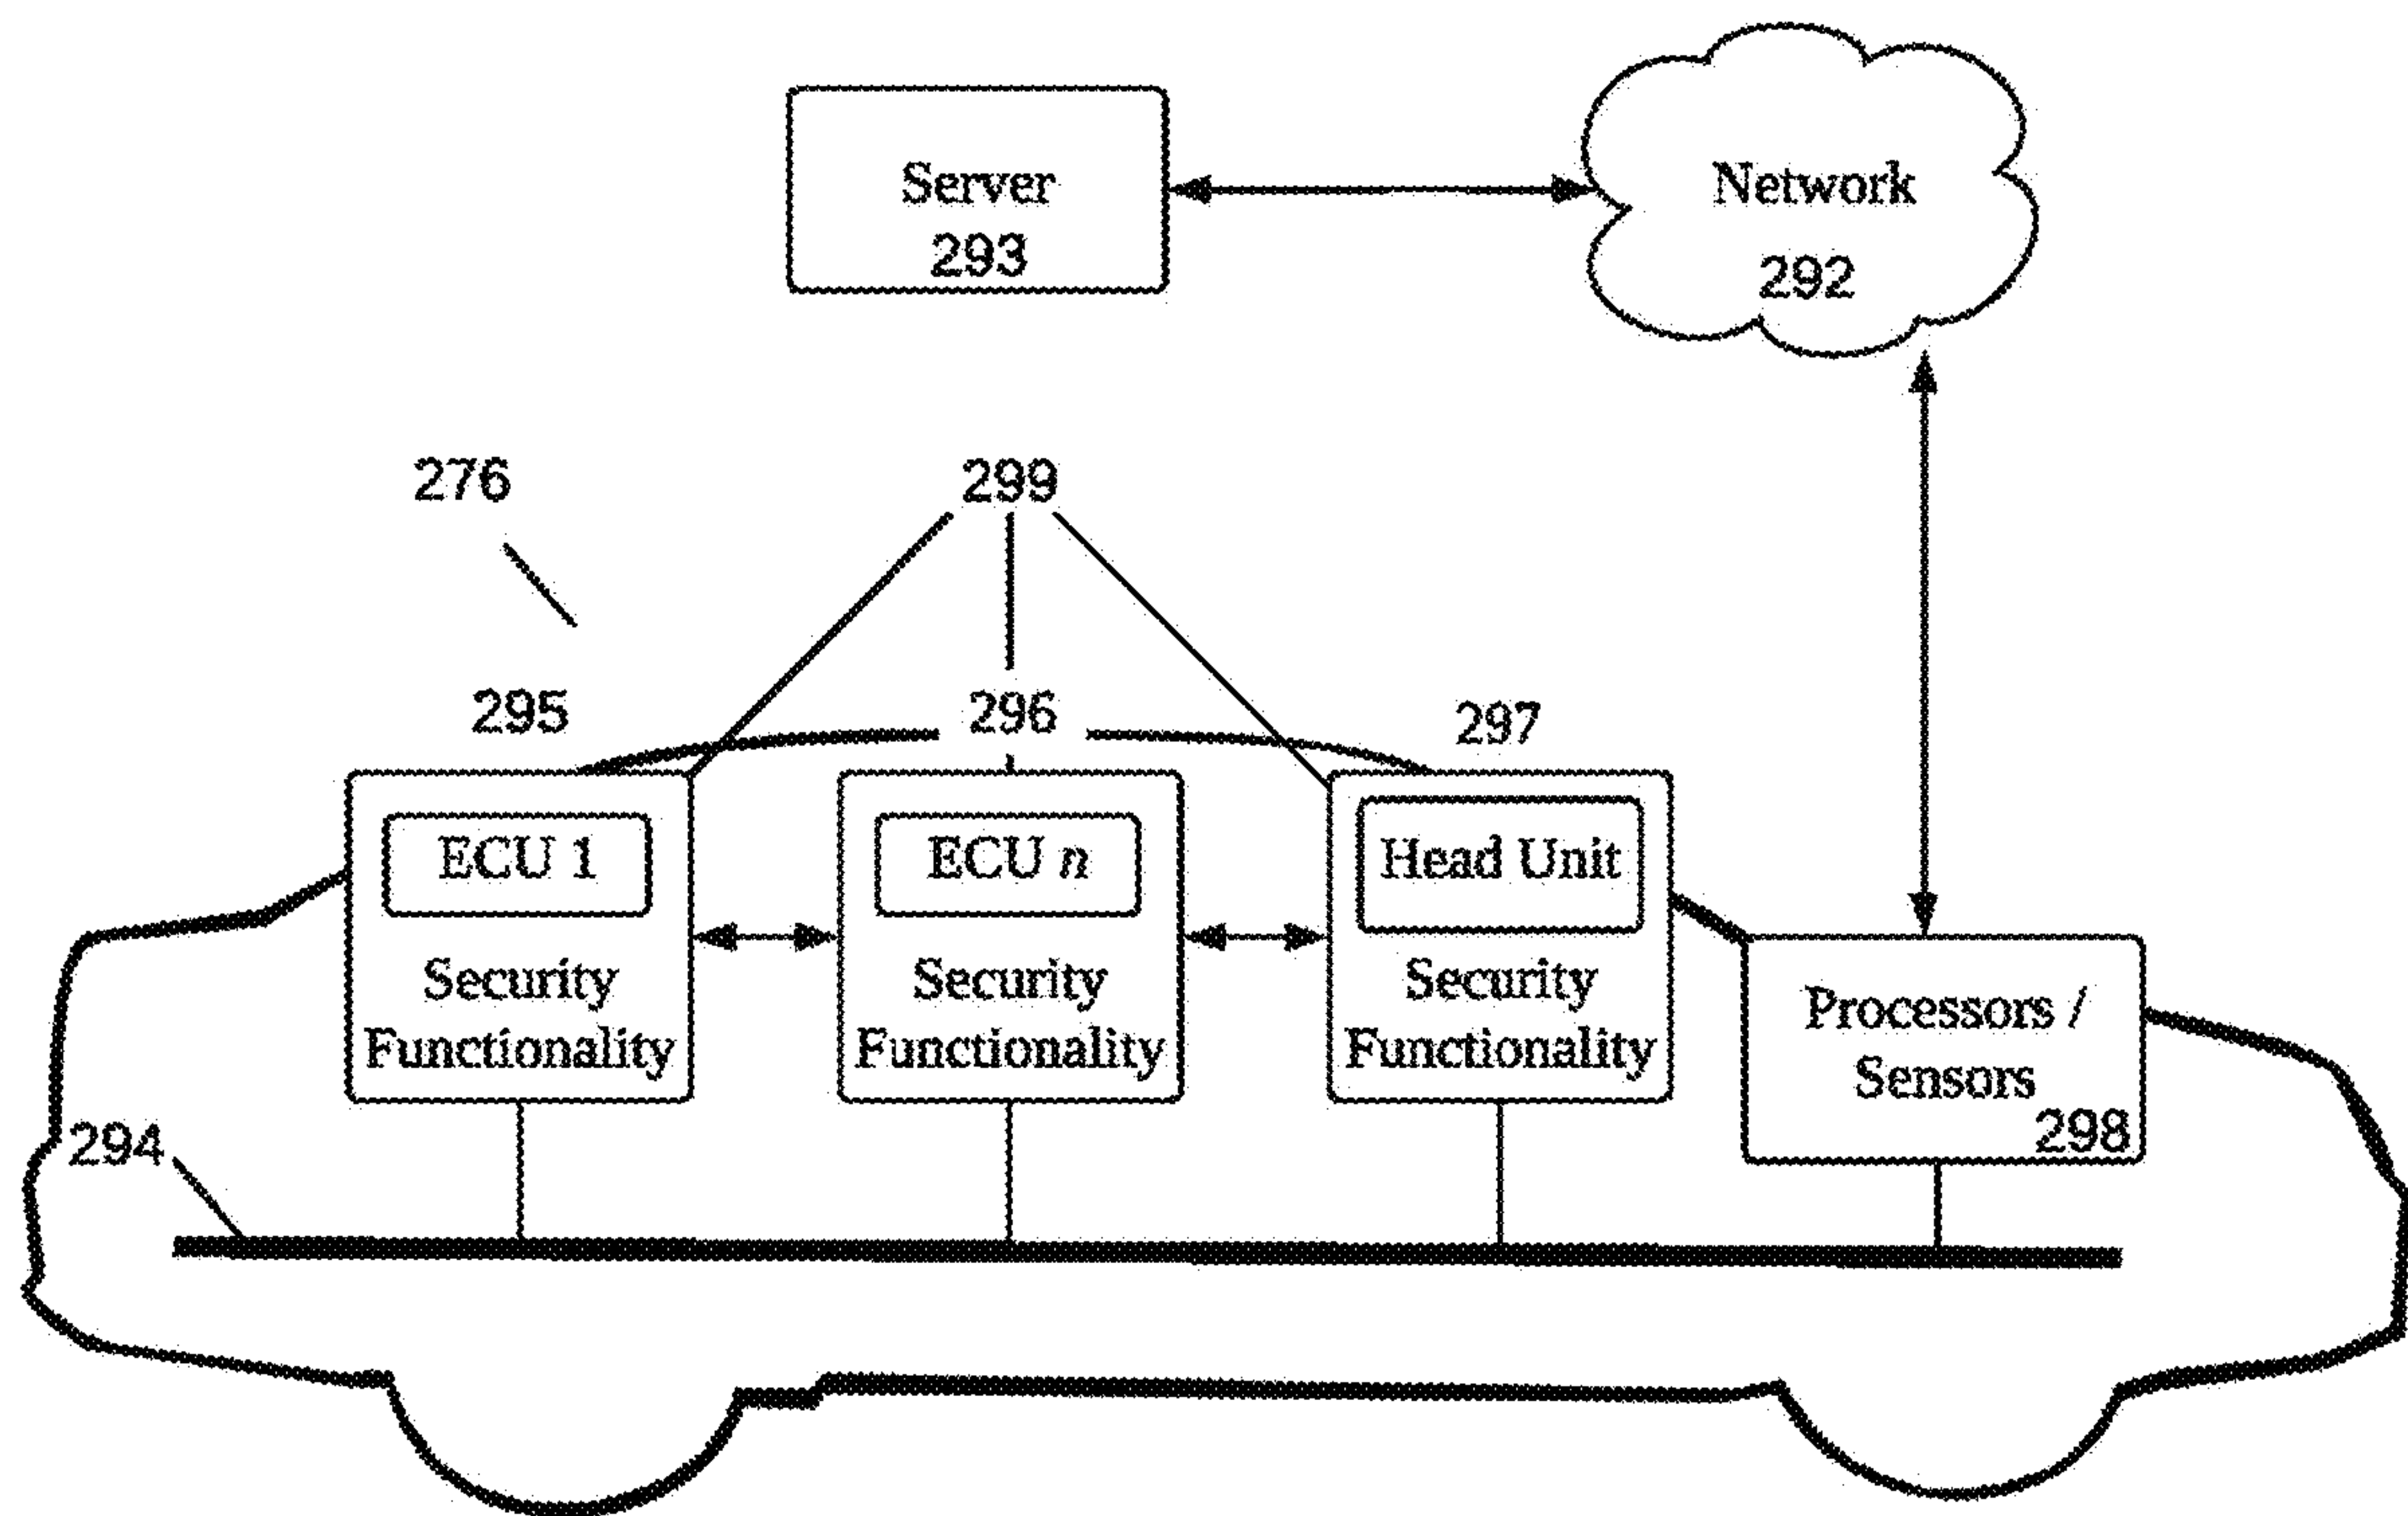 Server
293
Network
292
276
299
295
296
297
ECU 1
Security
Functionality
ECU n
Security
Functionality
Head Unit
Security
Functionality
Processors /
Sensors
298
294